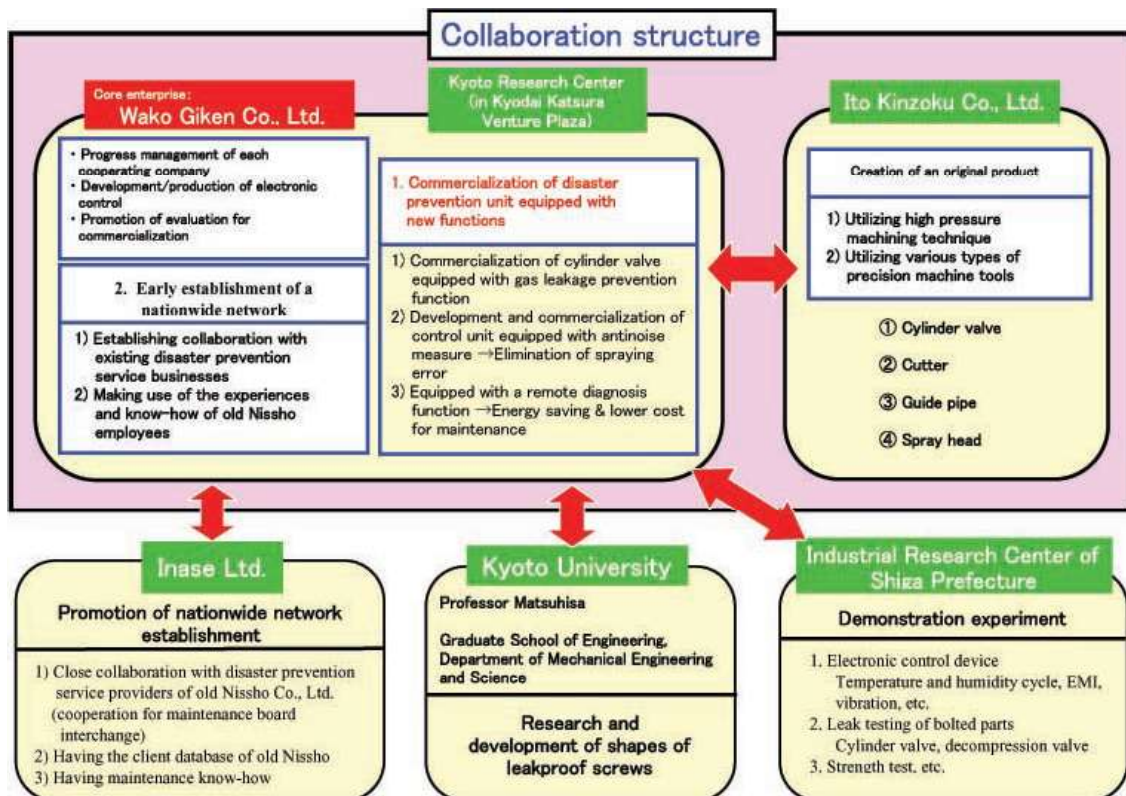 Collaboration structure
Core enterprise:
Wako Giken Co., Ltd.
• Progress management of each
cooperating company
• Development/production of electronic
control
• Promotion of evaluation for
commercialization
2. Early establishment of a
nationwide network
1) Establishing collaboration with
existing disaster prevention
service businesses
2) Making use of the experiences
and know-how of old Nissho
employees
Kyoto Research Center
(in Kyodai Katsura
Venture Plaza)
1. Commercialization of disaster
prevention unit equipped with
new functions
1) Commercialization of cylinder valve
equipped with gas leakage prevention
function
2) Development and commercialization of
control unit equipped with antinoise
measure →Elimination of spraying
error
3) Equipped with a remote diagnosis
function →Energy saving & lower cost
for maintenance
Ito Kinzoku Co., Ltd.
Creation of an original product
1) Utilizing high pressure
machining technique
2) Utilizing various types of
precision machine tools
① Cylinder valve
② Cutter
③ Guide pipe
④ Spray head
Inase Ltd.
Promotion of nationwide network
establishment
1) Close collaboration with disaster prevention
service providers of old Nissho Co., Ltd.
(cooperation for maintenance board
interchange)
2) Having the client database of old Nissho
3) Having maintenance know-how
Kyoto University
Professor Matsuhisa
Graduate School of Engineering,
Department of Mechanical Engineering
and Science
Research and
development of shapes of
leakproof screws
Industrial Research Center of
Shiga Prefecture
Demonstration experiment
1. Electronic control device
Temperature and humidity cycle, EMI,
vibration, etc.
2. Leak testing of bolted parts
Cylinder valve, decompression valve
3. Strength test, etc.